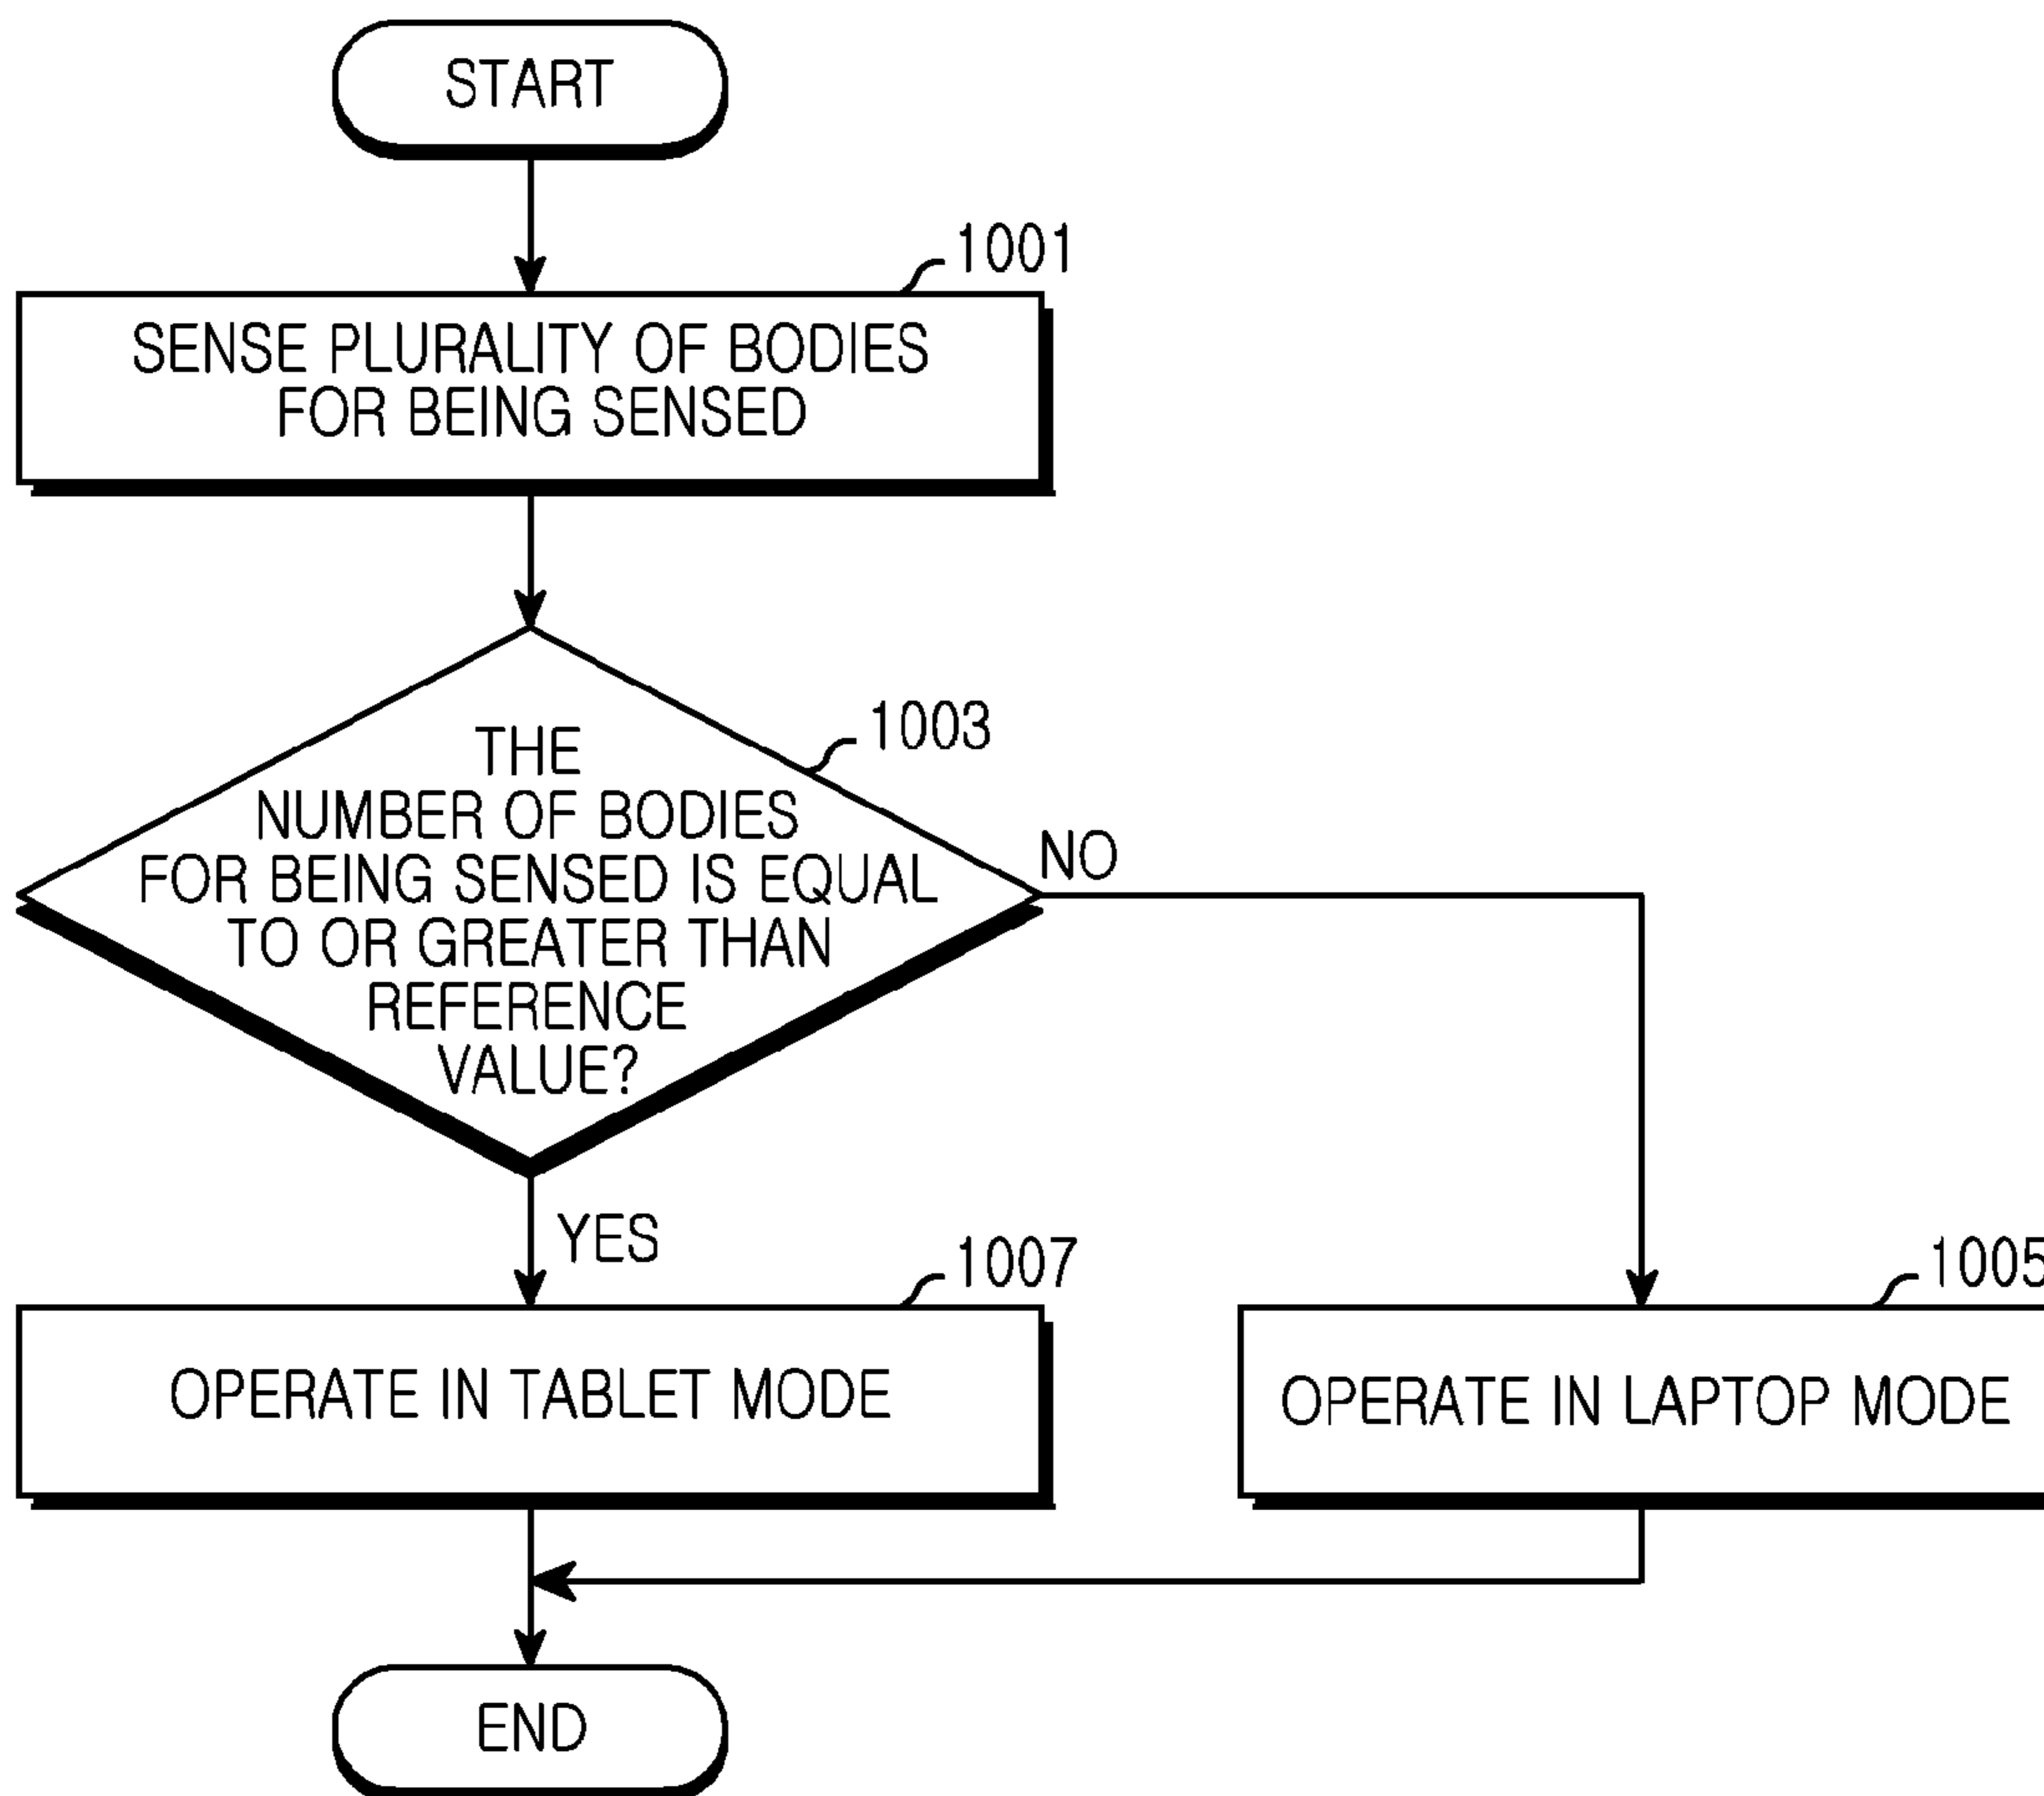 START
1001
SENSE PLURALITY OF BODIES
FOR BEING SENSED
1003
THE
NUMBER OF BODIES
FOR BEING SENSED IS EQUAL
TO OR GREATER THAN
REFERENCE
VALUE?
NO
YES
1007
1005
OPERATE IN TABLET MODE
OPERATE IN LAPTOP MODE
END